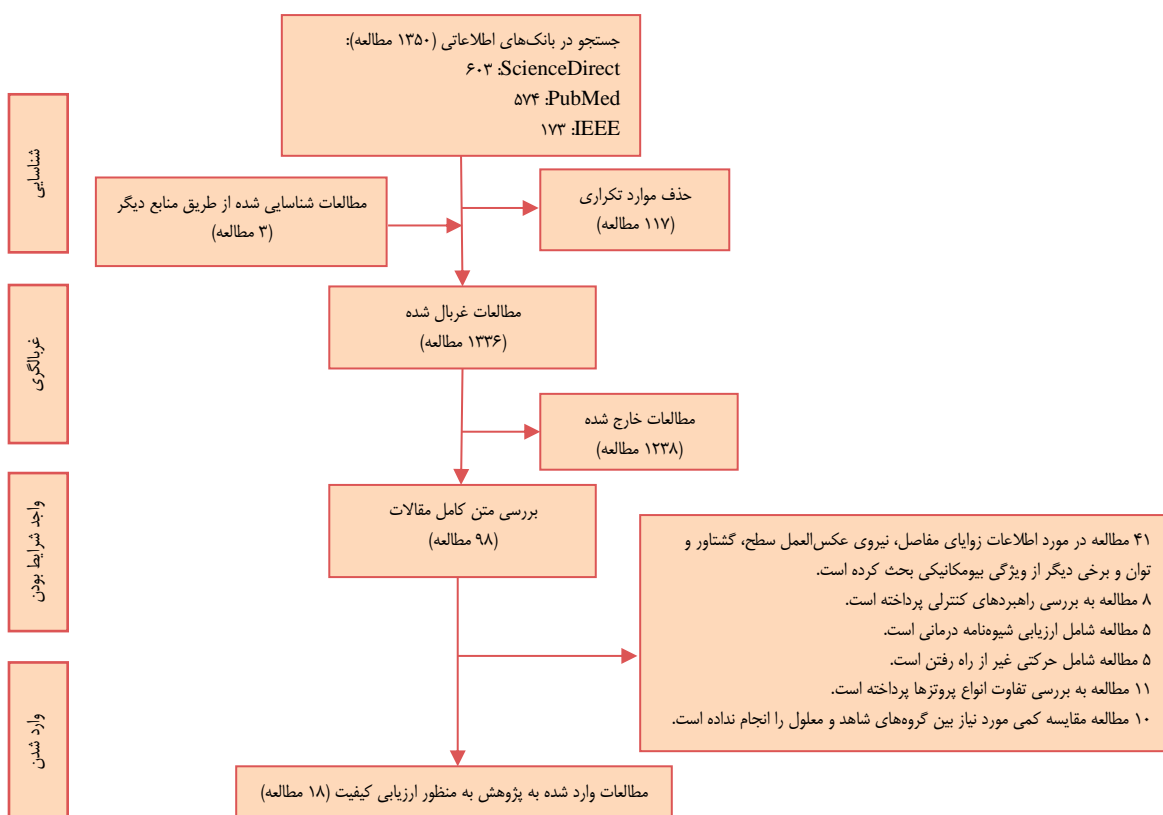 جستجو در بانک‌های اطلاعاتی (۱۳۵۰ مطالعه):
ScienceDirect: ۶۰۳
PubMed: ۵۷۴
IEEE: ۱۷۳
شناسایی
حذف موارد تکراری
(۱۱۷ مطالعه)
مطالعات شناسایی شده از طریق منابع دیگر
(۳ مطالعه)
غربالگری
مطالعات غربال شده
(۱۳۳۶ مطالعه)
مطالعات خارج شده
(۱۲۳۸ مطالعه)
واجد شرایط بودن
بررسی متن کامل مقالات
(۹۸ مطالعه)
۴۱ مطالعه در مورد اطلاعات زوایای مفاصل، نیروی عکس‌العمل سطح، گشتاور و
توان و برخی دیگر از ویژگی بیومکانیکی بحث کرده است.
۸ مطالعه به بررسی راهبردهای کنترلی پرداخته است.
۵ مطالعه شامل ارزیابی شیوه‌نامه درمانی است.
۵ مطالعه شامل حرکتی غیر از راه رفتن است.
۱۱ مطالعه به بررسی تفاوت انواع پروتزها پرداخته است.
۱۰ مطالعه مقایسه کمی مورد نیاز بین گروه‌های شاهد و معلول را انجام نداده است.
وارد شدن
مطالعات وارد شده به پژوهش به منظور ارزیابی کیفیت (۱۸ مطالعه)